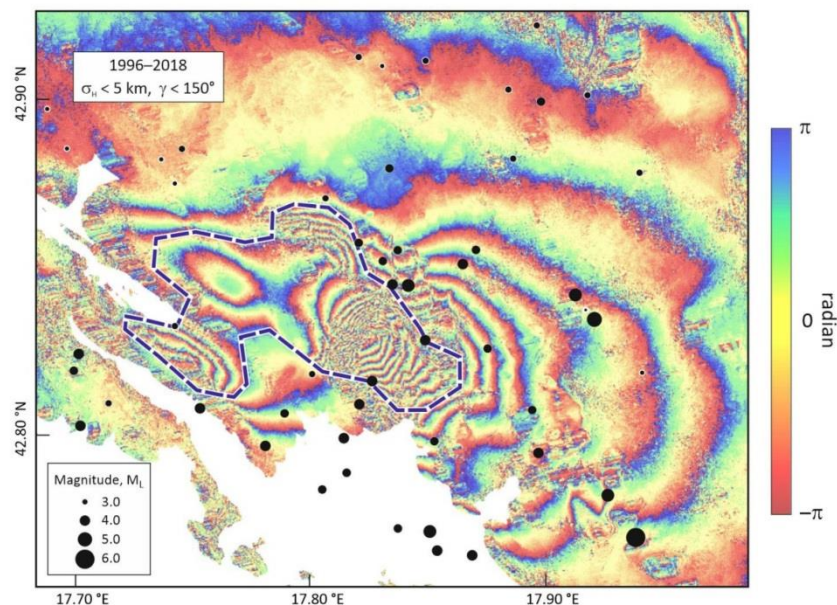 1996–2018
σH < 5 km, γ < 150°
42.90 °N
42.80 °N
Magnitude, ML
3.0
4.0
5.0
6.0
17.70 °E
17.80 °E
17.90 °E
π
0
−π
radian